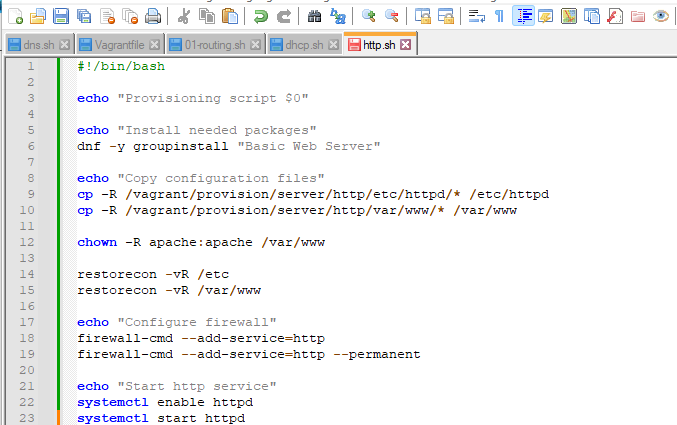 dns.sh Vagrantfile 01-routing.sh dhcp.sh http.sh
1 #!/bin/bash
2
3 echo "Provisioning script $0"
4
5 echo "Install needed packages"
6 dnf -y groupinstall "Basic Web Server"
7
8 echo "Copy configuration files"
9 cp -R /vagrant/provision/server/http/etc/httpd/* /etc/httpd
10 cp -R /vagrant/provision/server/http/var/www/* /var/www
11
12 chown -R apache:apache /var/www
13
14 restorecon -vR /etc
15 restorecon -vR /var/www
16
17 echo "Configure firewall"
18 firewall-cmd --add-service=http
19 firewall-cmd --add-service=http --permanent
20
21 echo "Start http service"
22 systemctl enable httpd
23 systemctl start httpd